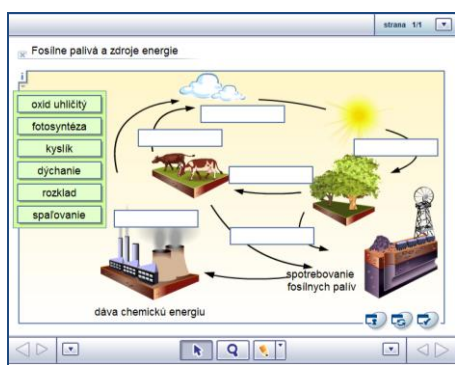 strana 1/1
Fosílne palivá a zdroje energie
oxid uhličitý
fotosyntéza
kyslík
dýchanie
rozklad
spaľovanie
spotrebovanie
fosílnych palív
dáva chemickú energiu